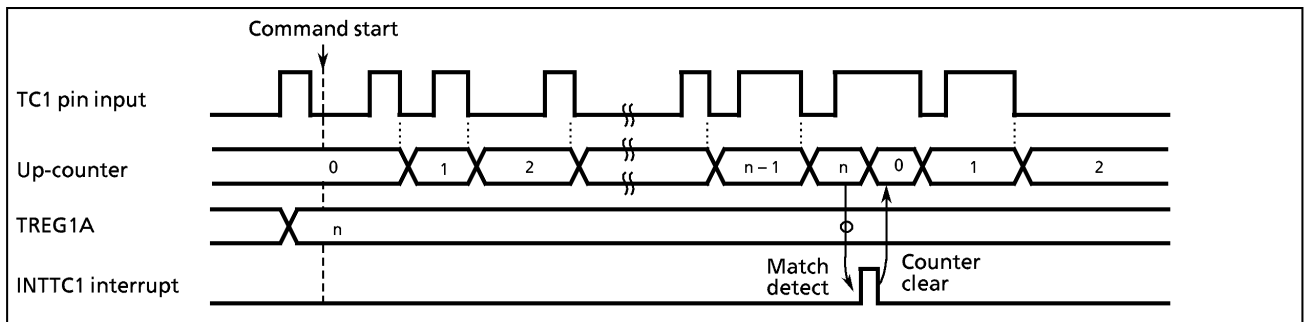 Command start
TC1 pin input
Up-counter 0 1 2 n – 1 n 0 1 2
TREG1A n
INTTC1 interrupt
Match
detect
Counter
clear